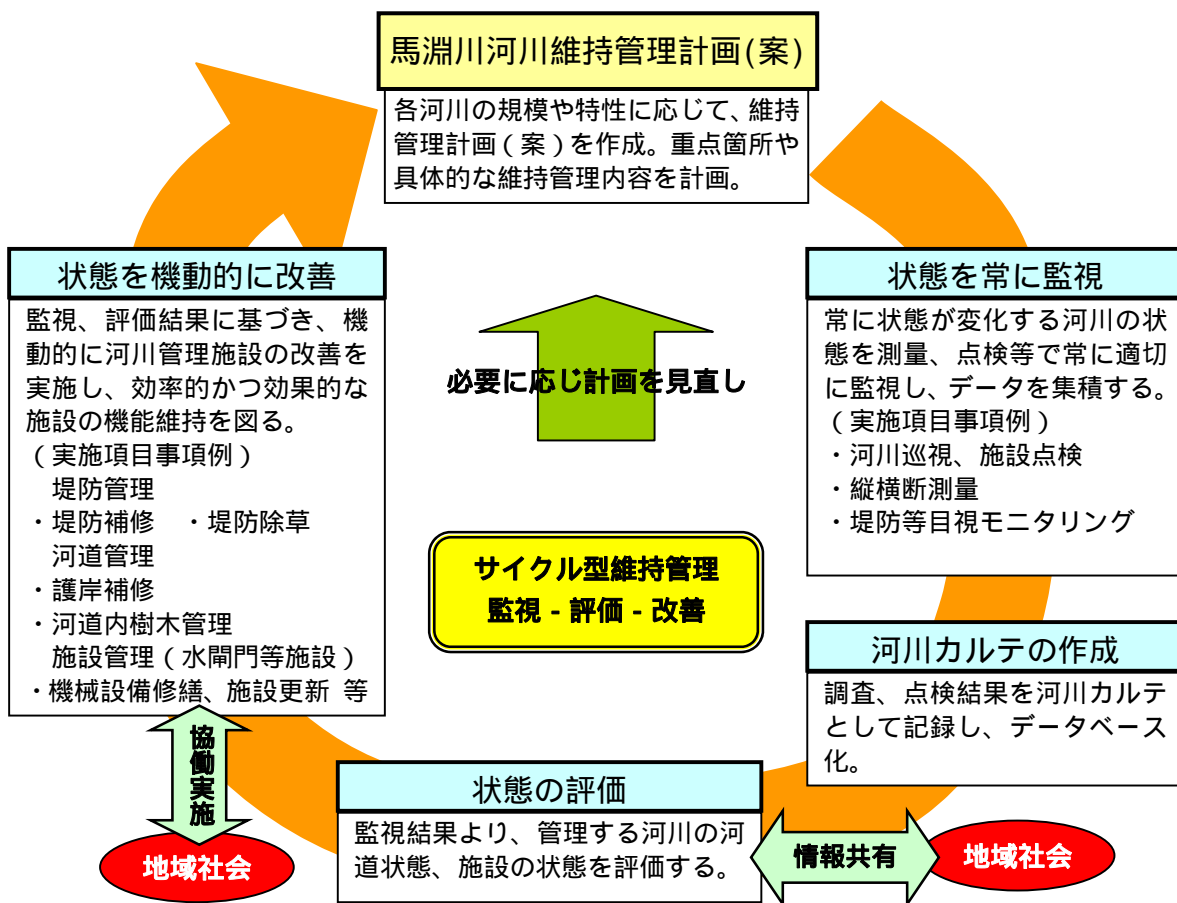 馬淵川河川維持管理計画(案)
各河川の規模や特性に応じて、維持
管理計画(案)を作成。重点箇所や
具体的な維持管理内容を計画。
状態を常に監視
常に状態が変化する河川の状
態を測量、点検等で常に適切
に監視し、データを集積する。
(実施項目事項例)
・河川巡視、施設点検
・縦横断測量
・堤防等目視モニタリング
河川カルテの作成
調査、点検結果を河川カルテ
として記録し、データベース
化。
状態の評価
監視結果より、管理する河川の河
道状態、施設の状態を評価する。
情報共有
地域社会
状態を機動的に改善
監視、評価結果に基づき、機
動的に河川管理施設の改善を
実施し、効率的かつ効果的な
施設の機能維持を図る。
(実施項目事項例)
堤防管理
・堤防補修 ・堤防除草
河道管理
・護岸補修
・河道内樹木管理
施設管理(水閘門等施設)
・機械設備修繕、施設更新 等
協働実施
地域社会
必要に応じ計画を見直し
サイクル型維持管理
監視 - 評価 - 改善